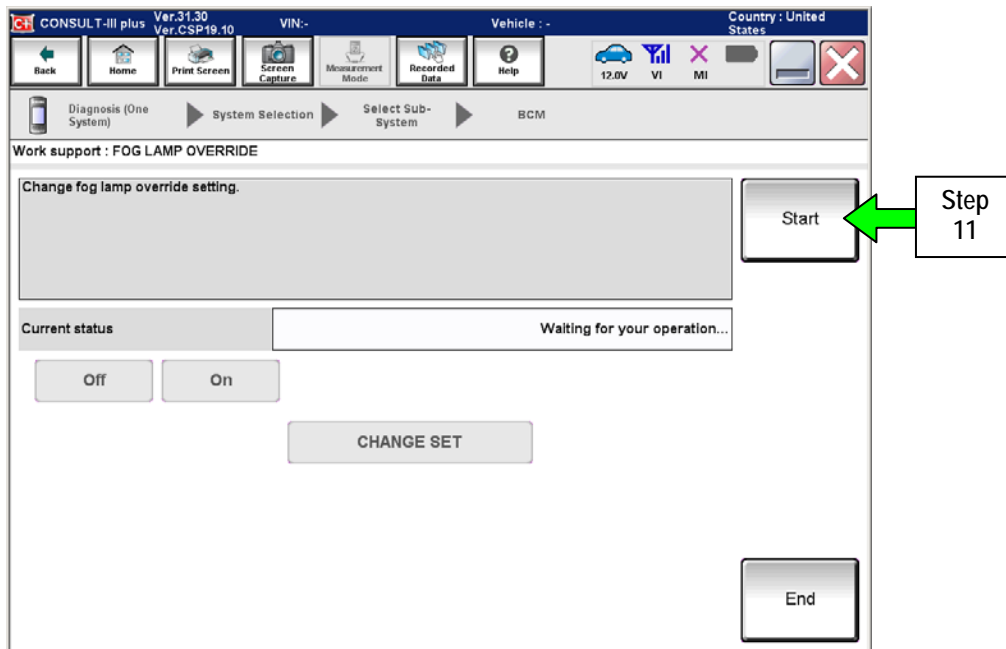 CONSULT-III plus Ver.31.30 VIN:- Vehicle : - Country : United
Ver.CSP19.10 States
Back Home Print Screen Screen Capture Measurement Mode Recorded Data Help 12.0V VI MI
Diagnosis (One System) System Selection Select Sub-System BCM
Work support : FOG LAMP OVERRIDE
Change fog lamp override setting.
Start
Step
11
Current status Waiting for your operation...
Off On
CHANGE SET
End